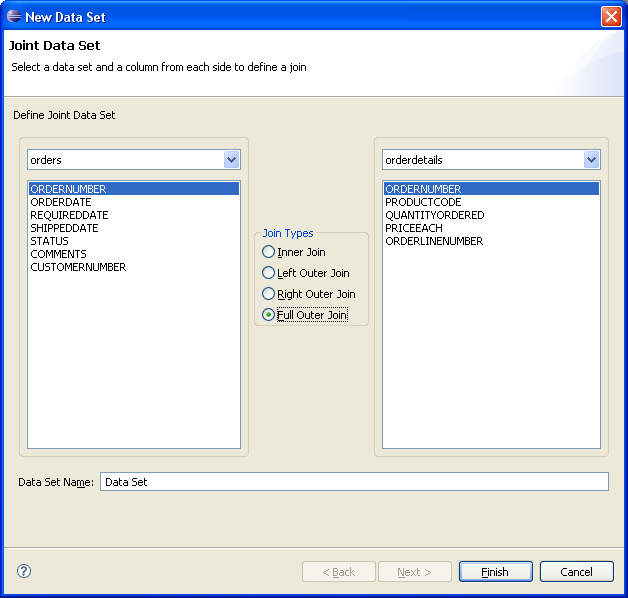 New Data Set
Joint Data Set
Select a data set and a column from each side to define a join
Define Joint Data Set
orders
ORDERNUMBER
ORDERDATE
REQUIREDDATE
SHIPPEDDATE
STATUS
COMMENTS
CUSTOMERNUMBER
Join Types
Inner Join
Left Outer Join
Right Outer Join
Full Outer Join
orderdetails
ORDERNUMBER
PRODUCTCODE
QUANTITYORDERED
PRICEEACH
ORDERLINENUMBER
Data Set Name: Data Set
? < Back Next > Finish Cancel